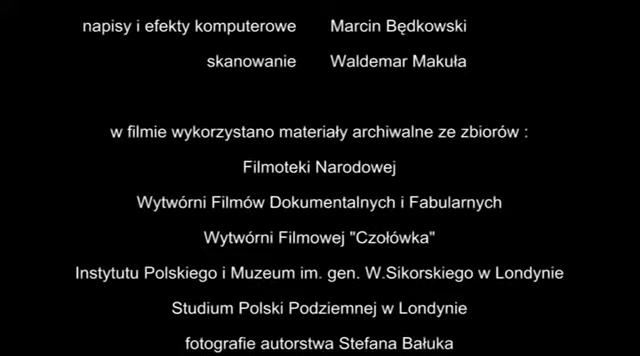 napisy i efekty komputerowe Marcin Będkowski
skanowanie Waldemar Makuła
w filmie wykorzystano materiały archiwalne ze zbiorów :
Filmoteki Narodowej
Wytwórni Filmów Dokumentalnych i Fabularnych
Wytwórni Filmowej "Czołówka"
Instytutu Polskiego i Muzeum im. gen. W.Sikorskiego w Londynie
Studium Polski Podziemnej w Londynie
fotografie autorstwa Stefana Bałuka